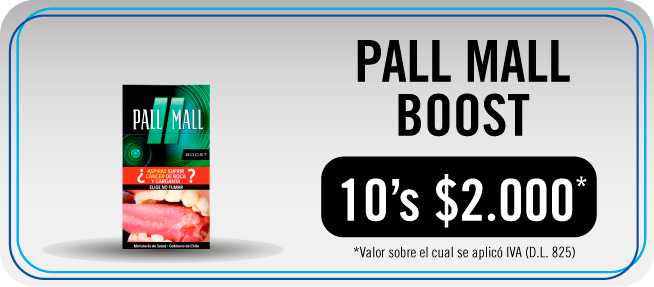 PALL MALL
BOOST
10's $2.000*
*Valor sobre el cual se aplicó IVA (D.L. 825)
PALL MALL
BOOST
¿ASPIRAS SUFRIR
CÁNCER DE BOCA
Y GARGANTA?
ELIGE NO FUMAR
Ministerio de Salud - Gobierno de Chile